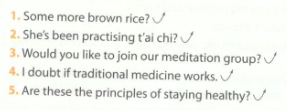 1. Some more brown rice?
2. She's been practising t'ai chi?
3. Would you like to join our meditation group?
4. I doubt if traditional medicine works.
5. Are these the principles of staying healthy?